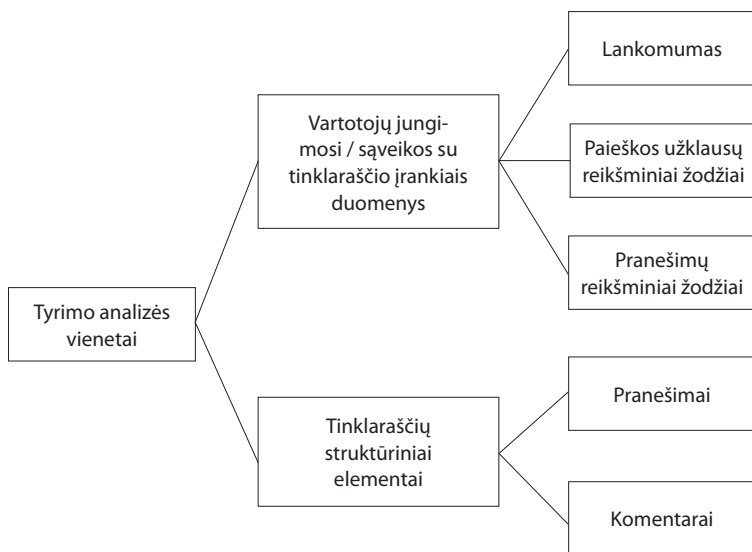 Tyrimo analizės
vienetai
Vartotojų jungi-
mosi / sąveikos su
tinklaraščio įrankiais
duomenys
Lankomumas
Paieškos užklausų
reikšminiai žodžiai
Pranešimų
reikšminiai žodžiai
Tinklaraščių
struktūriniai
elementai
Pranešimai
Komentarai